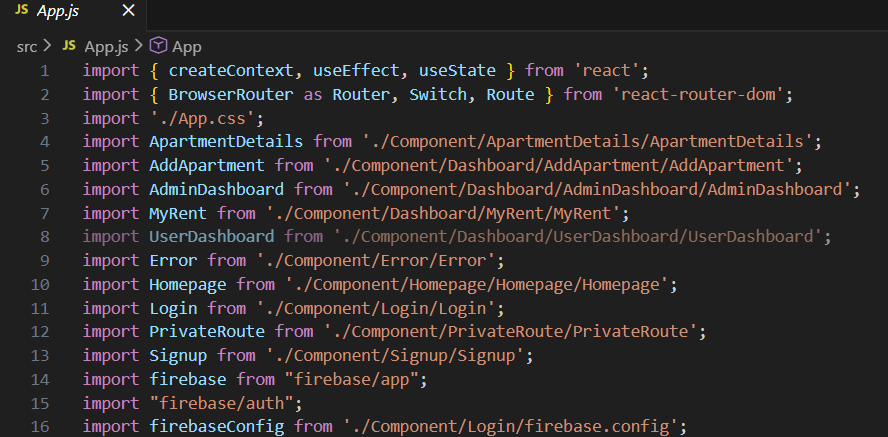 JS App.js ×
src > JS App.js > App
1 import { createContext, useEffect, useState } from 'react';
2 import { BrowserRouter as Router, Switch, Route } from 'react-router-dom';
3 import './App.css';
4 import ApartmentDetails from './Component/ApartmentDetails/ApartmentDetails';
5 import AddApartment from './Component/Dashboard/AddApartment/AddApartment';
6 import AdminDashboard from './Component/Dashboard/AdminDashboard/AdminDashboard';
7 import MyRent from './Component/Dashboard/MyRent/MyRent';
8 import UserDashboard from './Component/Dashboard/UserDashboard/UserDashboard';
9 import Error from './Component/Error/Error';
10 import Homepage from './Component/Homepage/Homepage/Homepage';
11 import Login from './Component/Login/Login';
12 import PrivateRoute from './Component/PrivateRoute/PrivateRoute';
13 import Signup from './Component/Signup/Signup';
14 import firebase from "firebase/app";
15 import "firebase/auth";
16 import firebaseConfig from './Component/Login/firebase.config';